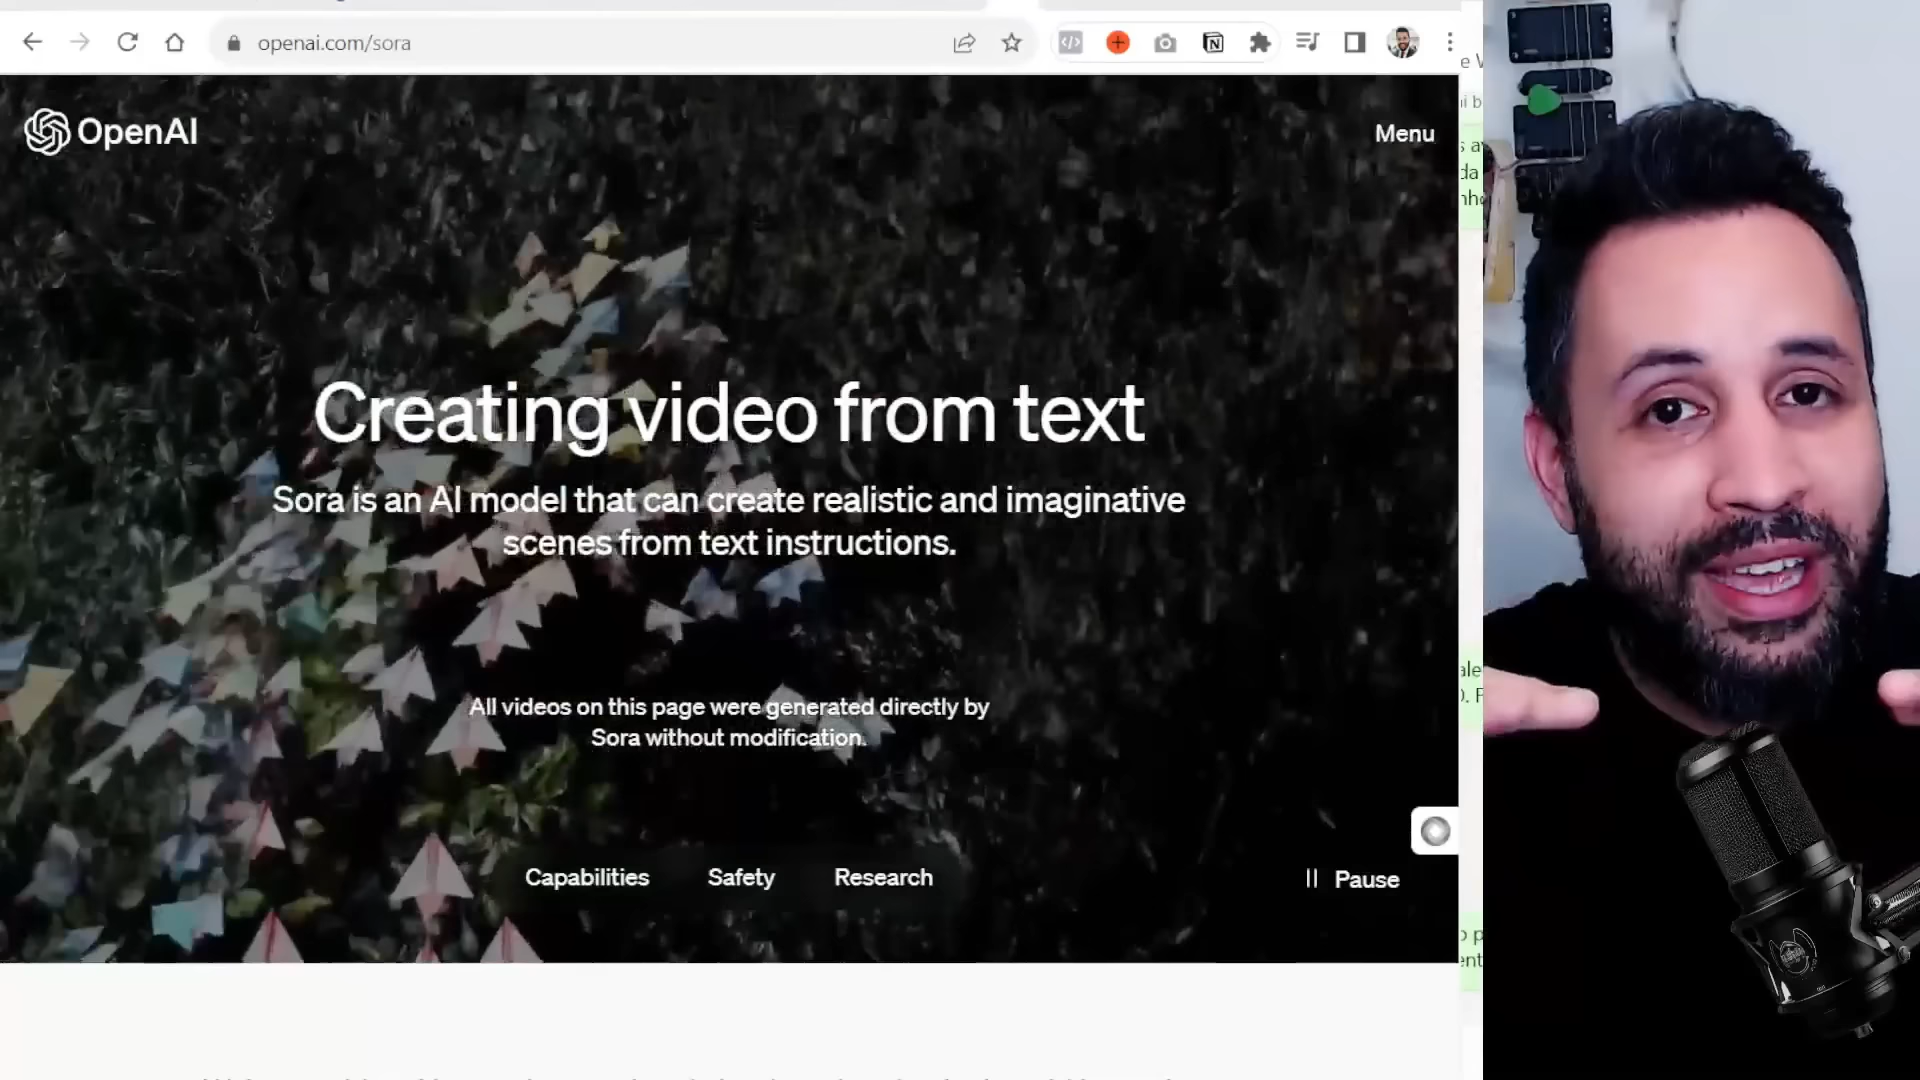 openai.com/sora
OpenAI
Menu
Creating video from text
Sora is an AI model that can create realistic and imaginative
scenes from text instructions.
All videos on this page were generated directly by
Sora without modification.
Capabilities
Safety
Research
Pause